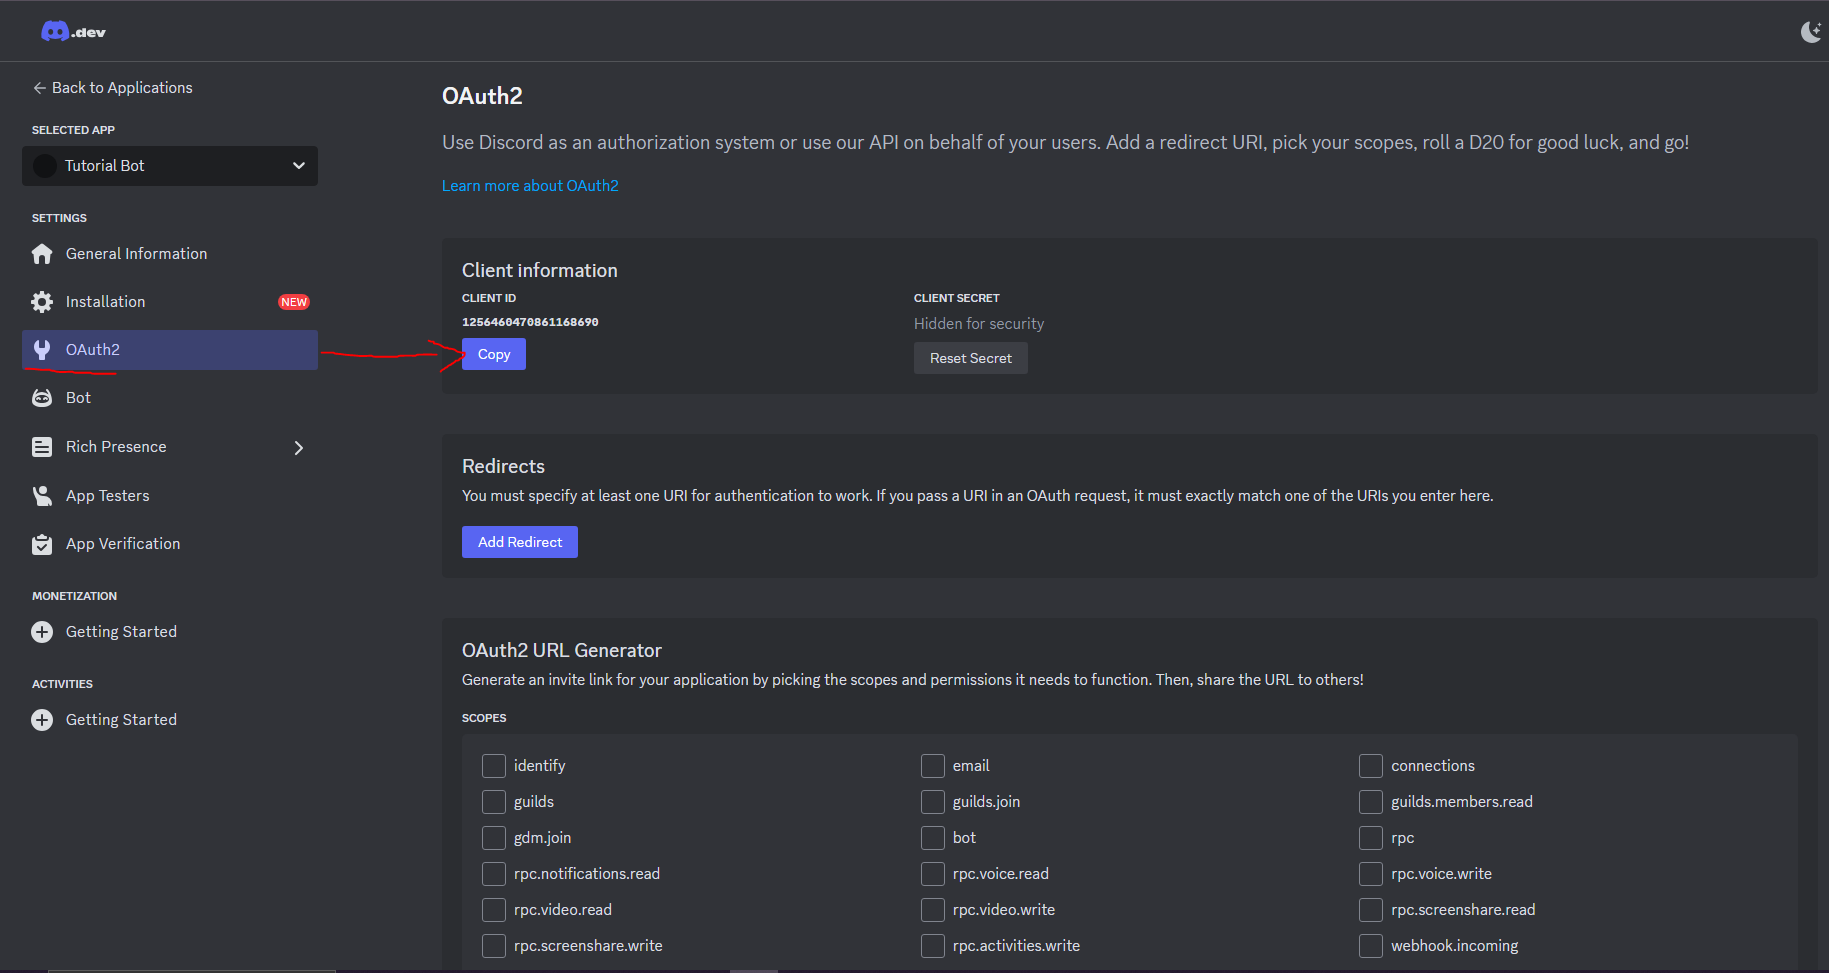 .dev
Back to Applications
SELECTED APP
Tutorial Bot
SETTINGS
General Information
Installation NEW
OAuth2
Bot
Rich Presence
App Testers
App Verification
MONETIZATION
Getting Started
ACTIVITIES
Getting Started
OAuth2
Use Discord as an authorization system or use our API on behalf of your users. Add a redirect URI, pick your scopes, roll a D20 for good luck, and go!
Learn more about OAuth2
Client information
CLIENT ID
1256460470861168690
Copy
CLIENT SECRET
Hidden for security
Reset Secret
Redirects
You must specify at least one URI for authentication to work. If you pass a URI in an OAuth request, it must exactly match one of the URIs you enter here.
Add Redirect
OAuth2 URL Generator
Generate an invite link for your application by picking the scopes and permissions it needs to function. Then, share the URL to others!
SCOPES
identify email connections
guilds guilds.join guilds.members.read
gdm.join bot rpc
rpc.notifications.read rpc.voice.read rpc.voice.write
rpc.video.read rpc.video.write rpc.screenshare.read
rpc.screenshare.write rpc.activities.write webhook.incoming